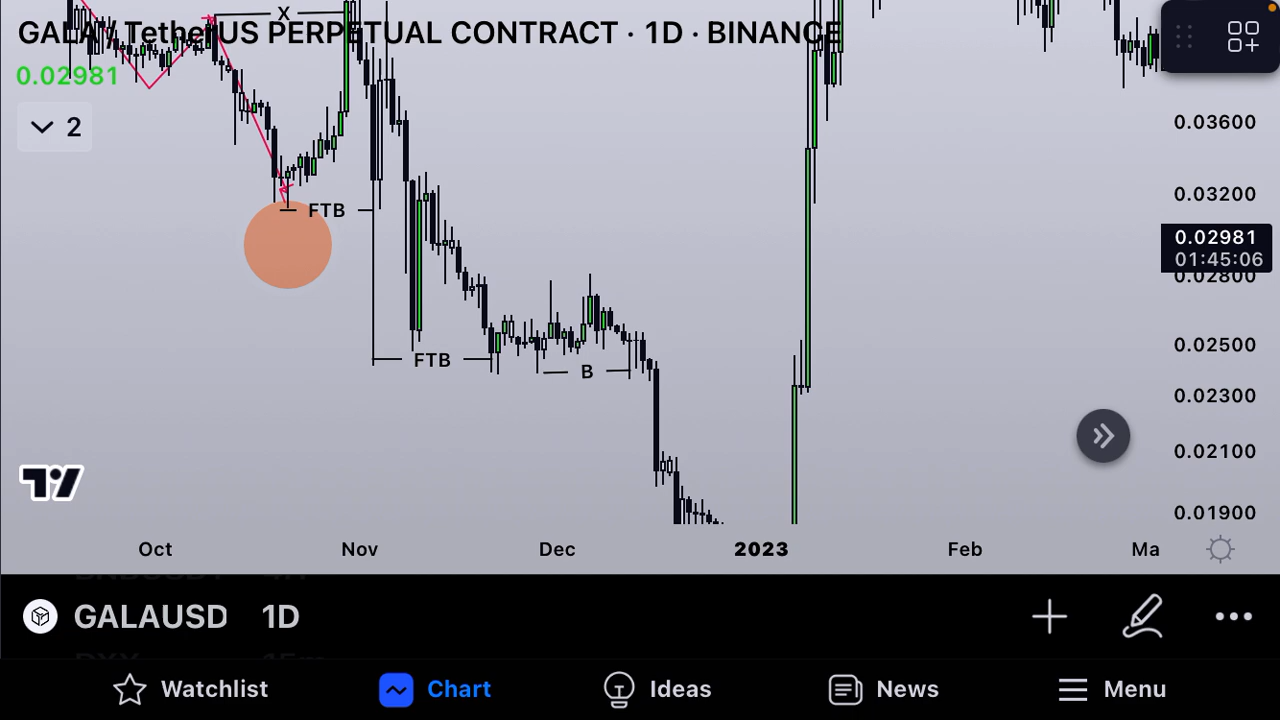 X
GALA / TetherUS PERPETUAL CONTRACT · 1D · BINANCE
0.02981
2
0.03600
0.03200
FTB
0.02981
01:45:06
0.02800
0.02500
FTB
B
0.02300
0.02100
0.01900
Oct Nov Dec 2023 Feb Ma
GALAUSD 1D
Watchlist Chart Ideas News Menu